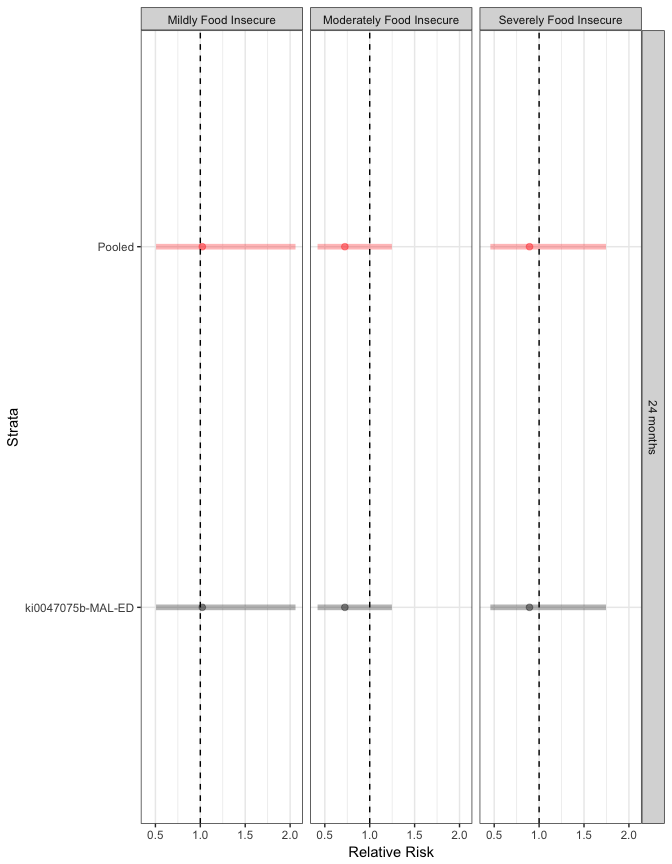 Mildly Food Insecure
Moderately Food Insecure
Severely Food Insecure
Pooled
ki0047075b-MAL-ED
Strata
24 months
0.5 1.0 1.5 2.0
0.5 1.0 1.5 2.0
0.5 1.0 1.5 2.0
Relative Risk